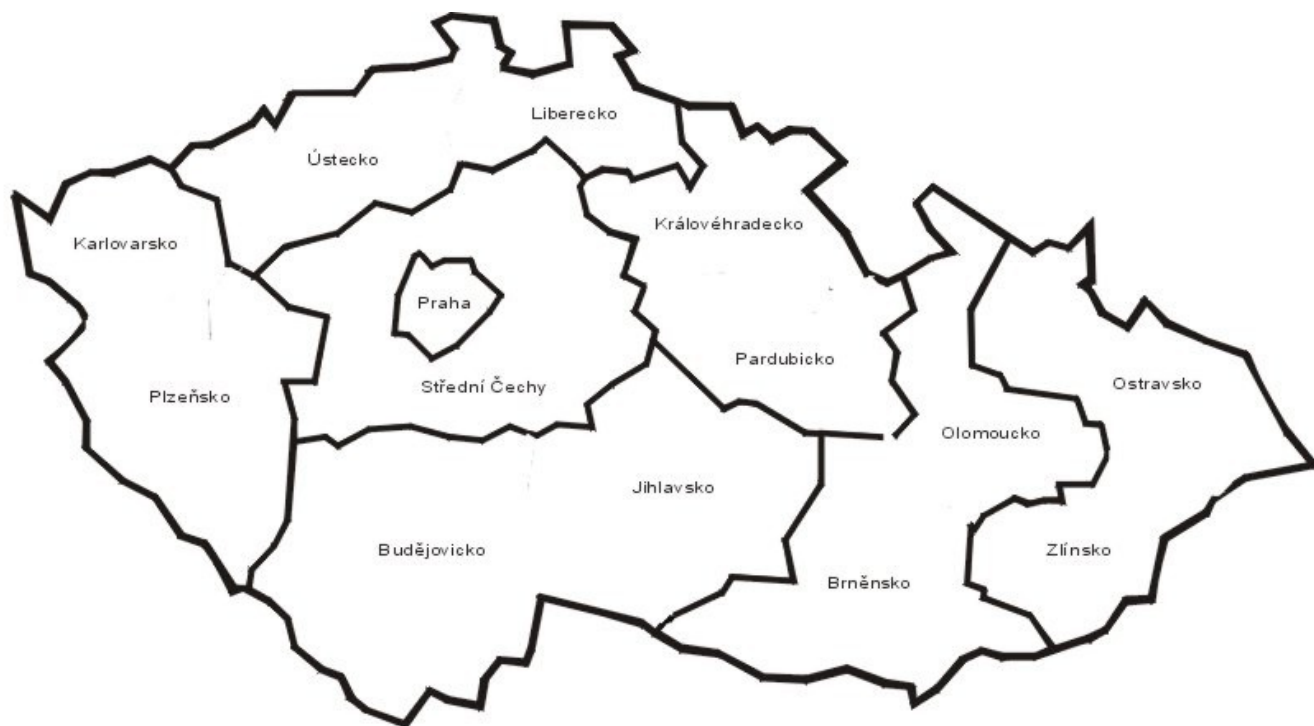 Liberecko
Ústecko
Královéhradecko
Karlovarsko
Praha
Pardubicko
Střední Čechy
Ostravsko
Plzeňsko
Olomoucko
Jihlavsko
Budějovicko
Zlínsko
Brněnsko